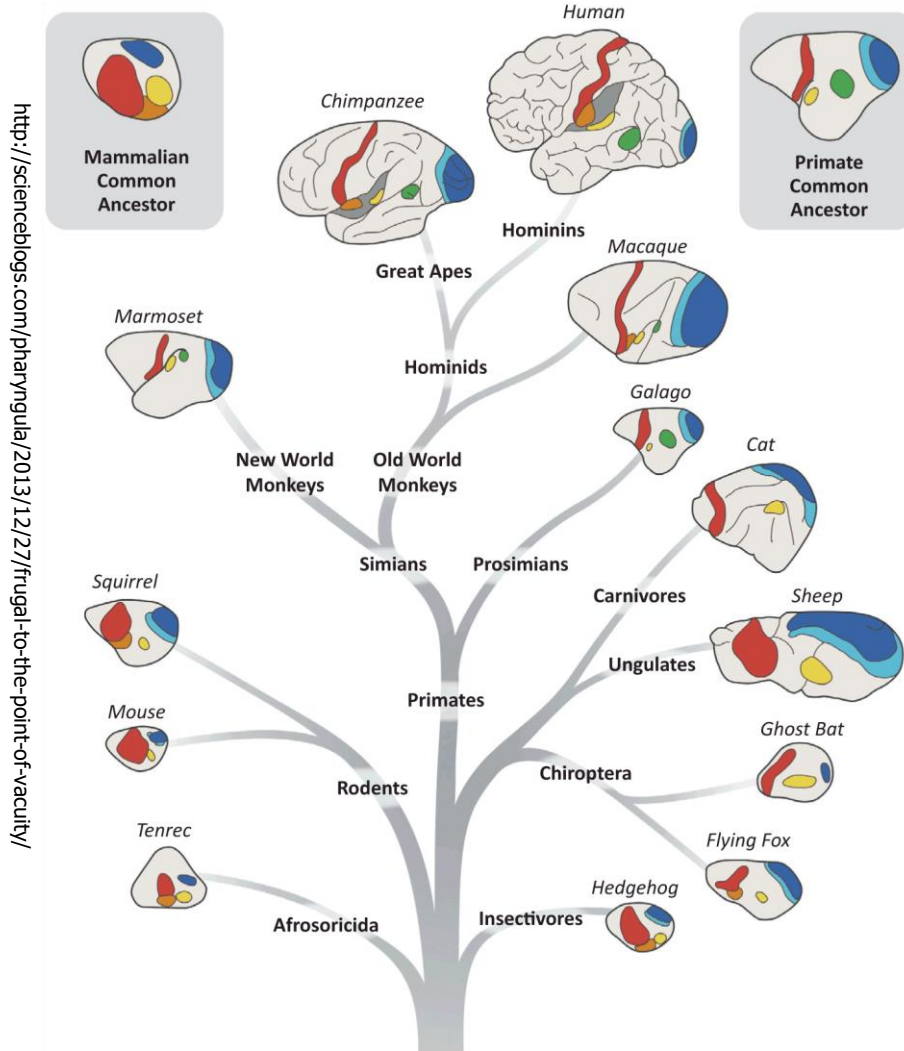 http://scienceblogs.com/pharyngula/2013/12/27/frugal-to-the-point-of-vacuity/
Mammalian
Common
Ancestor
Human
Chimpanzee
Primate
Common
Ancestor
Hominins
Great Apes
Macaque
Marmoset
Hominids
Galago
New World
Monkeys
Old World
Monkeys
Cat
Simians
Prosimians
Squirrel
Carnivores
Sheep
Ungulates
Primates
Mouse
Ghost Bat
Chiroptera
Rodents
Tenrec
Flying Fox
Hedgehog
Afrosoricida
Insectivores